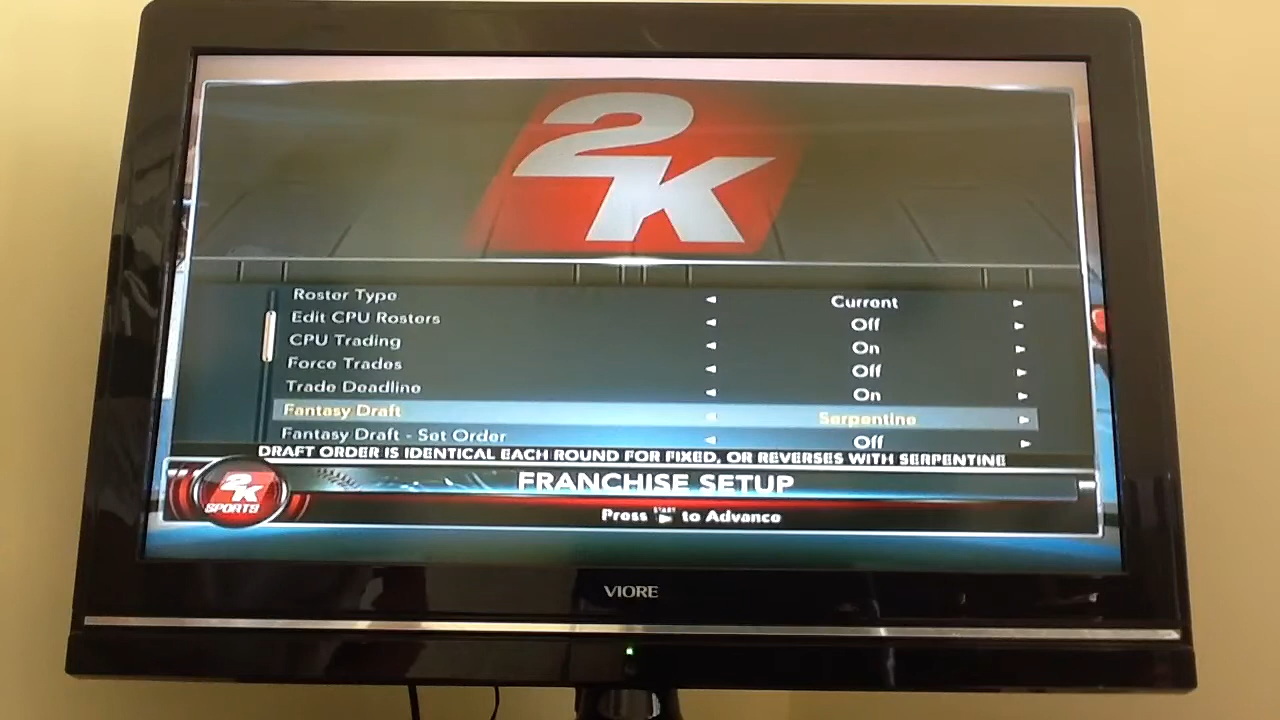 2K
Roster Type Current
Edit CPU Rosters Off
CPU Trading On
Force Trades Off
Trade Deadline On
Fantasy Draft Serpentine
Fantasy Draft - Set Order Off
DRAFT ORDER IS IDENTICAL EACH ROUND FOR FIXED, OR REVERSES WITH SERPENTINE
2K
SPORTS
FRANCHISE SETUP
Press START to Advance
VIORE